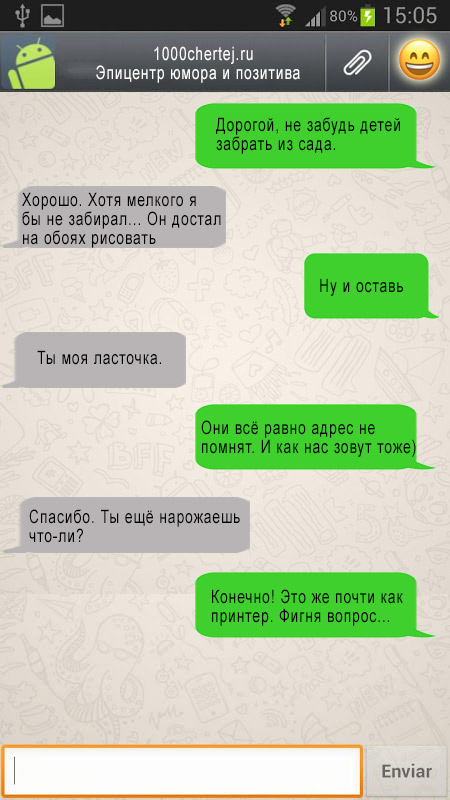 80% 15:05
1000chertej.ru
Эпицентр юмора и позитива
Дорогой, не забудь детей
забрать из сада.
Хорошо. Хотя мелкого я
бы не забирал... Он достал
на обоях рисовать
Ну и оставь
Ты моя ласточка.
Они всё равно адрес не
помнят. И как нас зовут тоже)
Спасибо. Ты ещё нарожаешь
что-ли?
Конечно! Это же почти как
принтер. Фигня вопрос...
Enviar